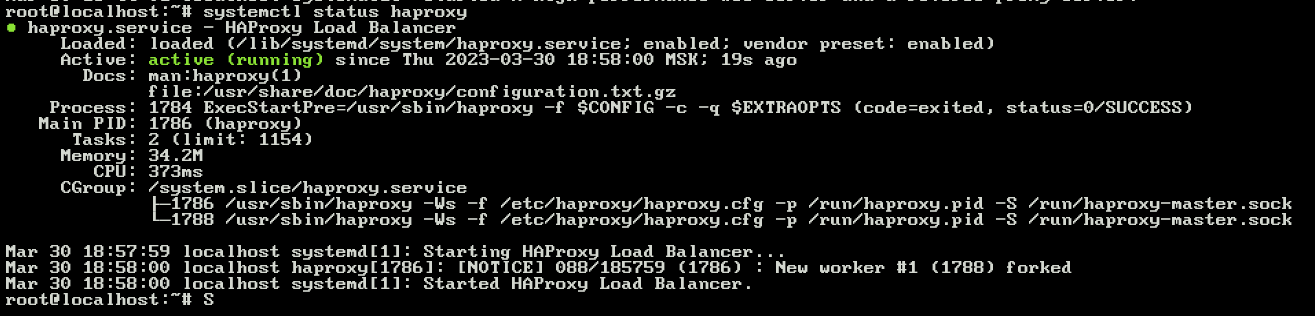 root@localhost:~# systemctl status haproxy
● haproxy.service - HAProxy Load Balancer
Loaded: loaded (/lib/systemd/system/haproxy.service; enabled; vendor preset: enabled)
Active: active (running) since Thu 2023-03-30 18:58:00 MSK; 19s ago
Docs: man:haproxy(1)
file:/usr/share/doc/haproxy/configuration.txt.gz
Process: 1784 ExecStartPre=/usr/sbin/haproxy -f $CONFIG -c -q $EXTRAOPTS (code=exited, status=0/SUCCESS)
Main PID: 1786 (haproxy)
Tasks: 2 (limit: 1154)
Memory: 34.2M
CPU: 373ms
CGroup: /system.slice/haproxy.service
├─1786 /usr/sbin/haproxy -Ws -f /etc/haproxy/haproxy.cfg -p /run/haproxy.pid -S /run/haproxy-master.sock
└─1788 /usr/sbin/haproxy -Ws -f /etc/haproxy/haproxy.cfg -p /run/haproxy.pid -S /run/haproxy-master.sock
Mar 30 18:57:59 localhost systemd[1]: Starting HAProxy Load Balancer...
Mar 30 18:58:00 localhost haproxy[1786]: [NOTICE] 088/185759 (1786) : New worker #1 (1788) forked
Mar 30 18:58:00 localhost systemd[1]: Started HAProxy Load Balancer.
root@localhost:~# S